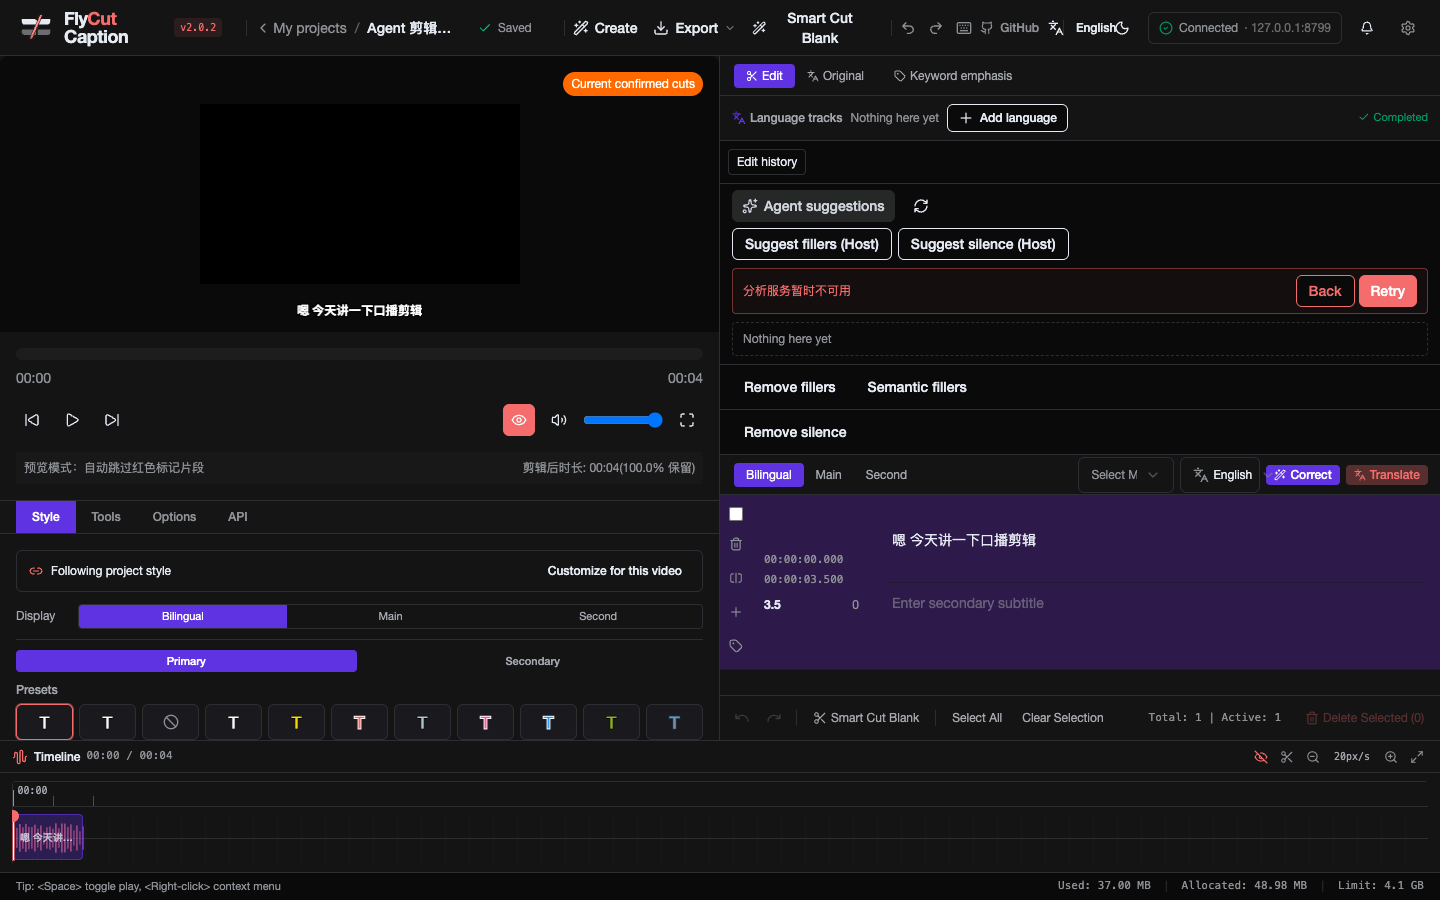 FlyCut
Caption
v2.0.2
My projects / Agent 剪辑...
Saved
Create
Export
Smart Cut
Blank
GitHub
English
Connected · 127.0.0.1:8799
Current confirmed cuts
嗯 今天讲一下口播剪辑
00:00
00:04
预览模式: 自动跳过红色标记片段
剪辑后时长: 00:04(100.0% 保留)
Style
Tools
Options
API
Following project style
Customize for this video
Display
Bilingual
Main
Second
Primary
Secondary
Presets
T T T T T T T T T T
Edit
Original
Keyword emphasis
Language tracks
Nothing here yet
Add language
Completed
Edit history
Agent suggestions
Suggest fillers (Host)
Suggest silence (Host)
分析服务暂时不可用
Back
Retry
Nothing here yet
Remove fillers
Semantic fillers
Remove silence
Bilingual
Main
Second
Select M
English
Correct
Translate
嗯 今天讲一下口播剪辑
00:00:00.000
00:00:03.500
3.5
0
Enter secondary subtitle
Smart Cut Blank
Select All
Clear Selection
Total: 1 | Active: 1
Delete Selected (0)
Timeline
00:00 / 00:04
20px/s
00:00
嗯 今天讲...
Tip: <Space> toggle play, <Right-click> context menu
Used: 37.00 MB | Allocated: 48.98 MB | Limit: 4.1 GB